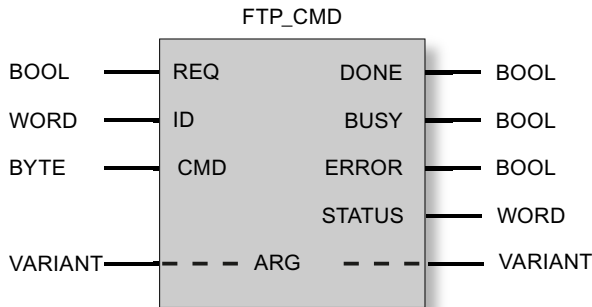 FTP_CMD
BOOL REQ DONE BOOL
WORD ID BUSY BOOL
BYTE CMD ERROR BOOL
STATUS WORD
VARIANT ARG VARIANT